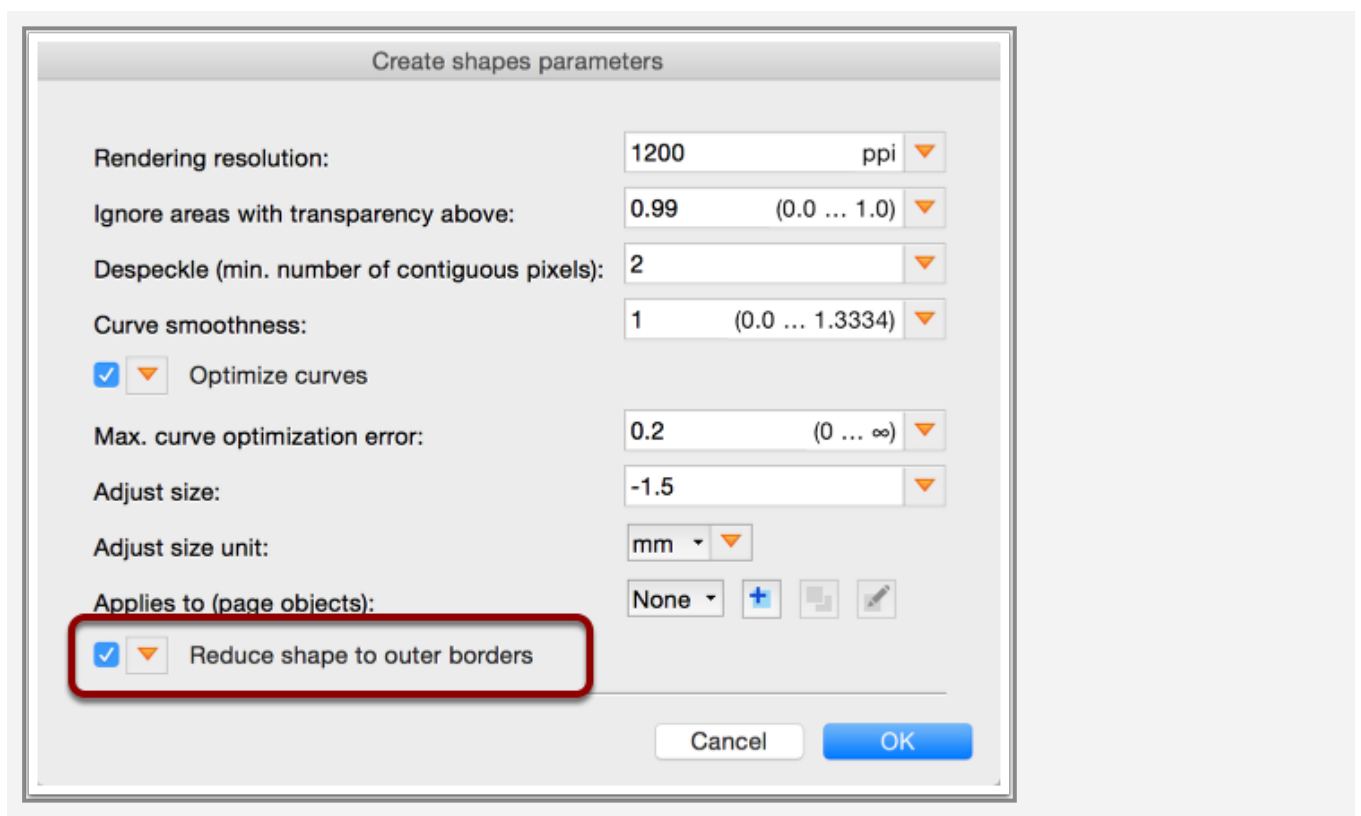 Create shapes parameters
Rendering resolution: 1200 ppi
Ignore areas with transparency above: 0.99 (0.0 ... 1.0)
Despeckle (min. number of contiguous pixels): 2
Curve smoothness: 1 (0.0 ... 1.3334)
Optimize curves
Max. curve optimization error: 0.2 (0 ... ∞)
Adjust size: -1.5
Adjust size unit: mm
Applies to (page objects): None
Reduce shape to outer borders
Cancel OK